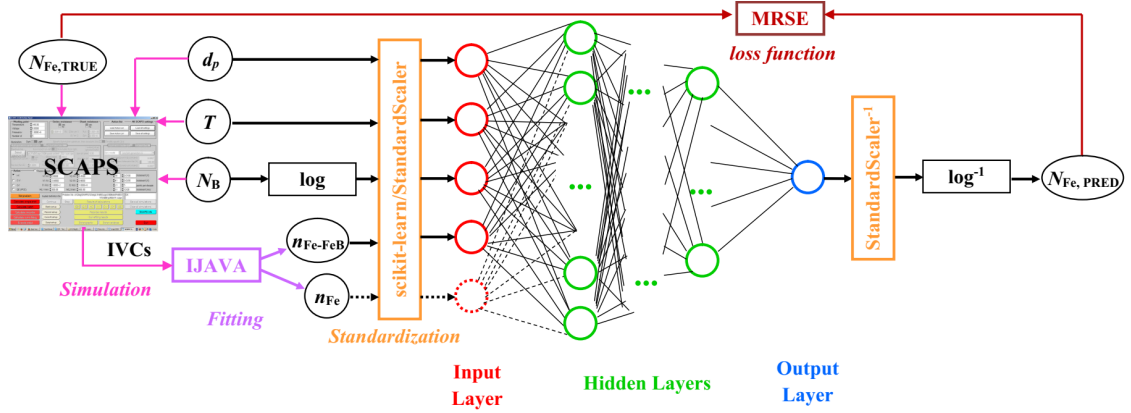 MRSE
loss function
N_Fe,TRUE
d_p
T
SCAPS
N_B
log
scikit-learn/StandardScaler
StandardScaler⁻¹
log⁻¹
N_Fe, PRED
n_Fe-FeB
IVCs
IJAVA
n_Fe
Simulation
Fitting
Standardization
...
...
...
...
Input
Layer
Hidden Layers
Output
Layer